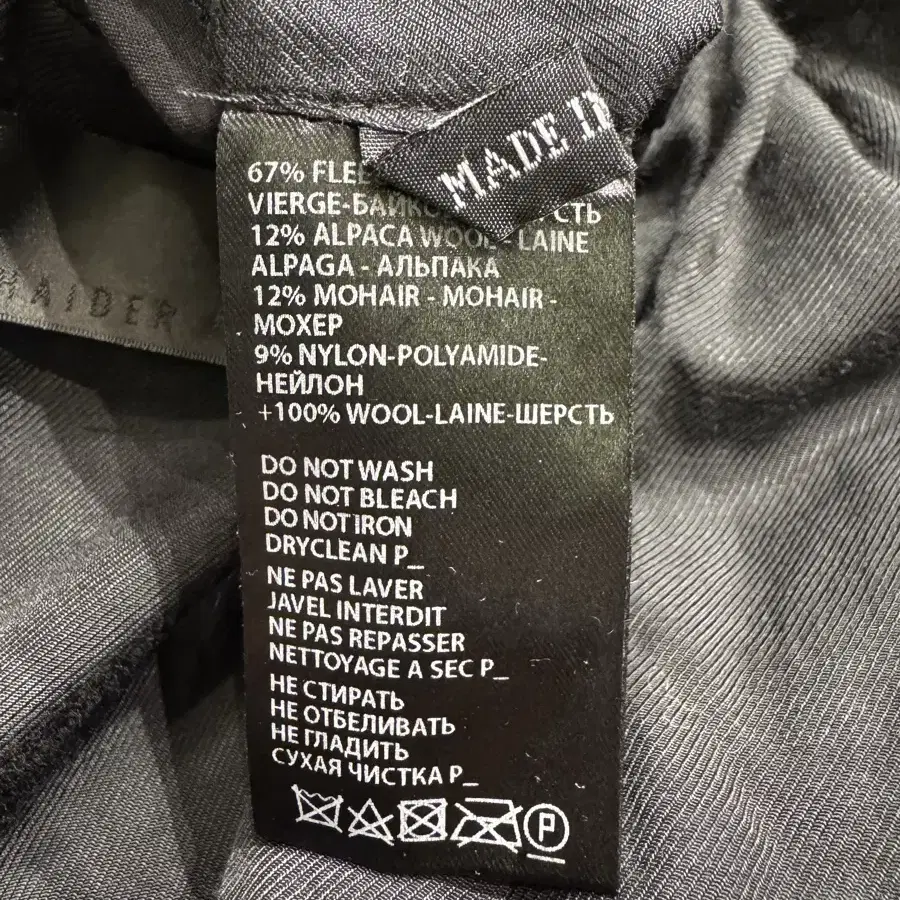 MADE IN
67% FLEE
VIERGE-БАЙКО СТЬ
12% ALPACA WOOL - LAINE
ALPAGA - АЛЬПАКА
12% MOHAIR - MOHAIR -
МОХЕР
9% NYLON-POLYAMIDE-
НЕЙЛОН
+100% WOOL-LAINE-ШЕРСТЬ
DO NOT WASH
DO NOT BLEACH
DO NOT IRON
DRYCLEAN P_
NE PAS LAVER
JAVEL INTERDIT
NE PAS REPASSER
NETTOYAGE A SEC P_
НЕ СТИРАТЬ
НЕ ОТБЕЛИВАТЬ
НЕ ГЛАДИТЬ
СУХАЯ ЧИСТКА P_
P
HAIDER